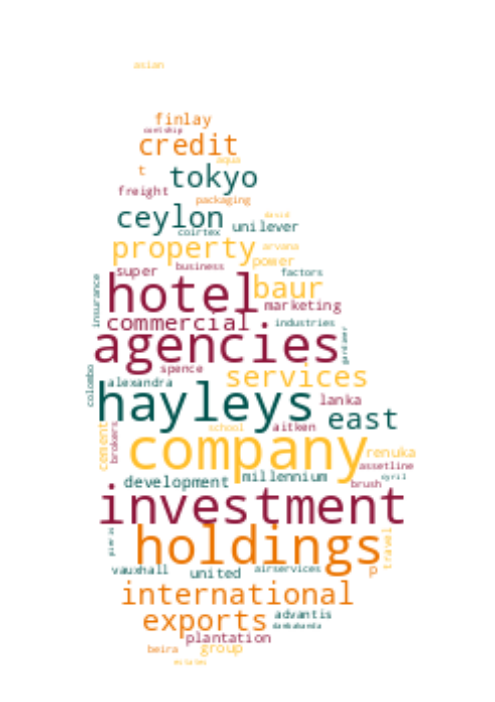 asian
finlay
credit
aqua
t
tokyo
freight
packaging
ceylon
david
unilever
coirtex
property
arvana
power
business
super
factors
insurance
hotel
baur
marketing
commercial
industries
agencies
gardaer
spence
services
colombo
alexandra
hayleys
lanka
east
school
aitken
cement
brokers
company
renuka
assetline
millennium
cyril
development
brush
investment
pieris
holdings
travel
p
vauxhall
united
airservices
international
exports
advantis
dambakanda
plantation
beira
group
estates